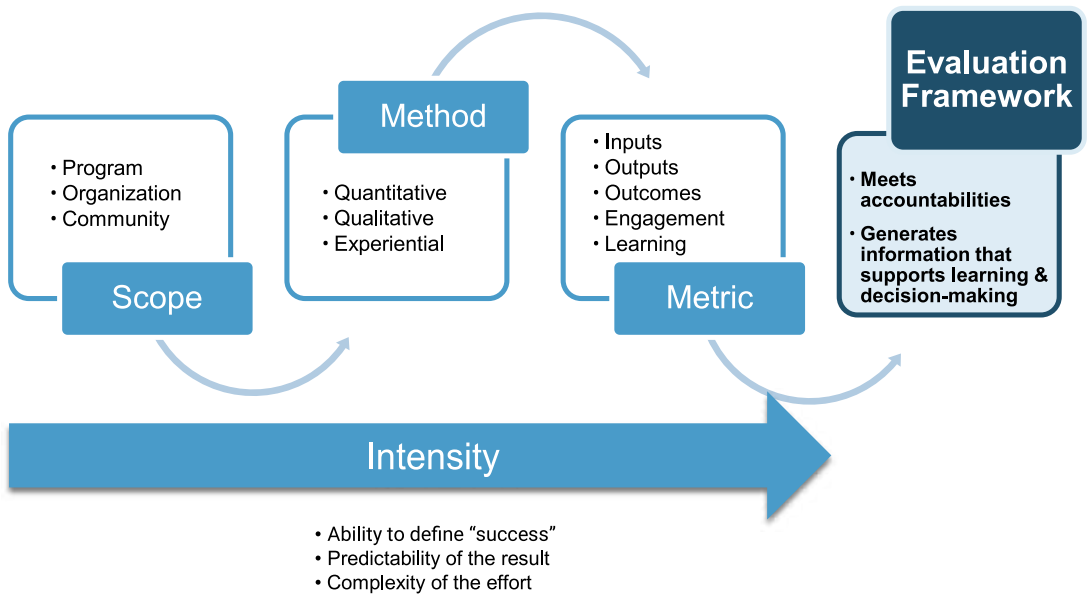 Scope
• Program
• Organization
• Community
Method
• Quantitative
• Qualitative
• Experiential
• Inputs
• Outputs
• Outcomes
• Engagement
• Learning
Metric
Evaluation
Framework
• Meets
accountabilities
• Generates
information that
supports learning &
decision-making
Intensity
• Ability to define “success”
• Predictability of the result
• Complexity of the effort